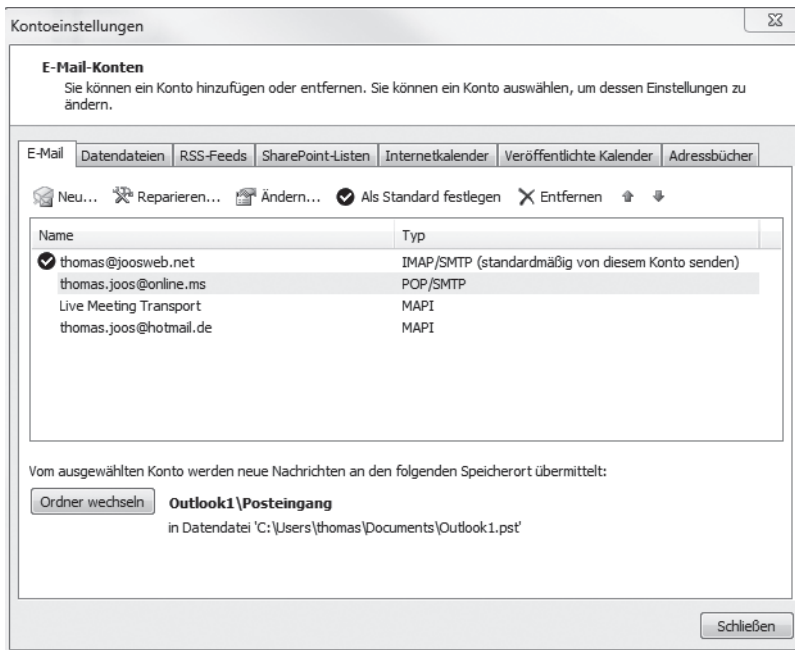 Kontoeinstellungen
E-Mail-Konten
Sie können ein Konto hinzufügen oder entfernen. Sie können ein Konto auswählen, um dessen Einstellungen zu
ändern.
E-Mail Datendateien RSS-Feeds SharePoint-Listen Internetkalender Veröffentlichte Kalender Adressbücher
Neu... Reparieren... Ändern... Als Standard festlegen Entfernen
Name Typ
thomas@joosweb.net IMAP/SMTP (standardmäßig von diesem Konto senden)
thomas.joos@online.ms POP/SMTP
Live Meeting Transport MAPI
thomas.joos@hotmail.de MAPI
Vom ausgewählten Konto werden neue Nachrichten an den folgenden Speicherort übermittelt:
Ordner wechseln Outlook1\Posteingang
in Datendatei 'C:\Users\thomas\Documents\Outlook1.pst'
Schließen